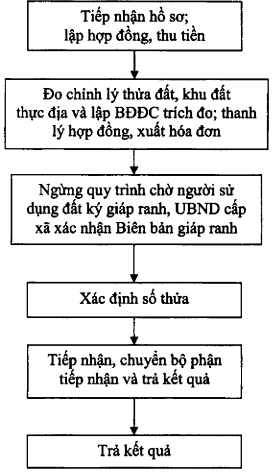 Tiếp nhận hồ sơ;
lập hợp đồng, thu tiền
Đo chỉnh lý thửa đất, khu đất
thực địa và lập BĐĐC trích đo; thanh
lý hợp đồng, xuất hóa đơn
Ngừng quy trình chờ người sử
dụng đất ký giáp ranh, UBND cấp
xã xác nhận Biên bản giáp ranh
Xác định số thửa
Tiếp nhận, chuyển bộ phận
tiếp nhận và trả kết quả
Trả kết quả